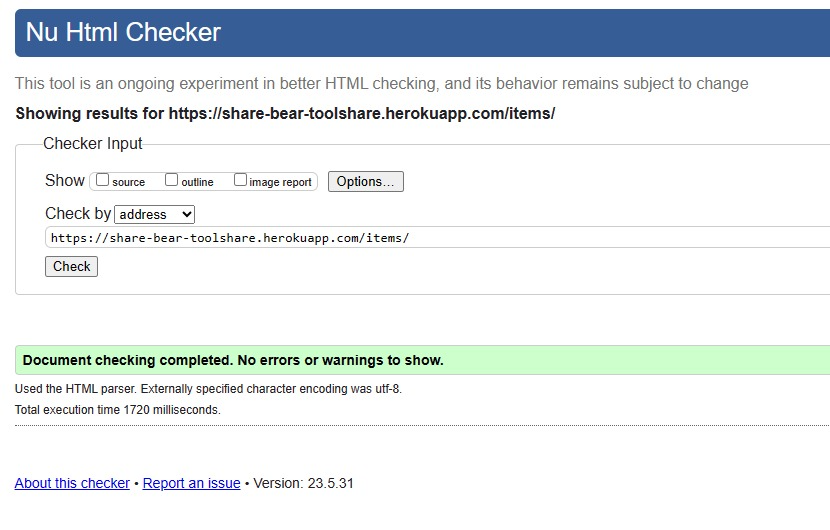 Nu Html Checker
This tool is an ongoing experiment in better HTML checking, and its behavior remains subject to change
Showing results for https://share-bear-toolshare.herokuapp.com/items/
Checker Input
Show source outline image report Options...
Check by address
https://share-bear-toolshare.herokuapp.com/items/
Check
Document checking completed. No errors or warnings to show.
Used the HTML parser. Externally specified character encoding was utf-8.
Total execution time 1720 milliseconds.
About this checker • Report an issue • Version: 23.5.31